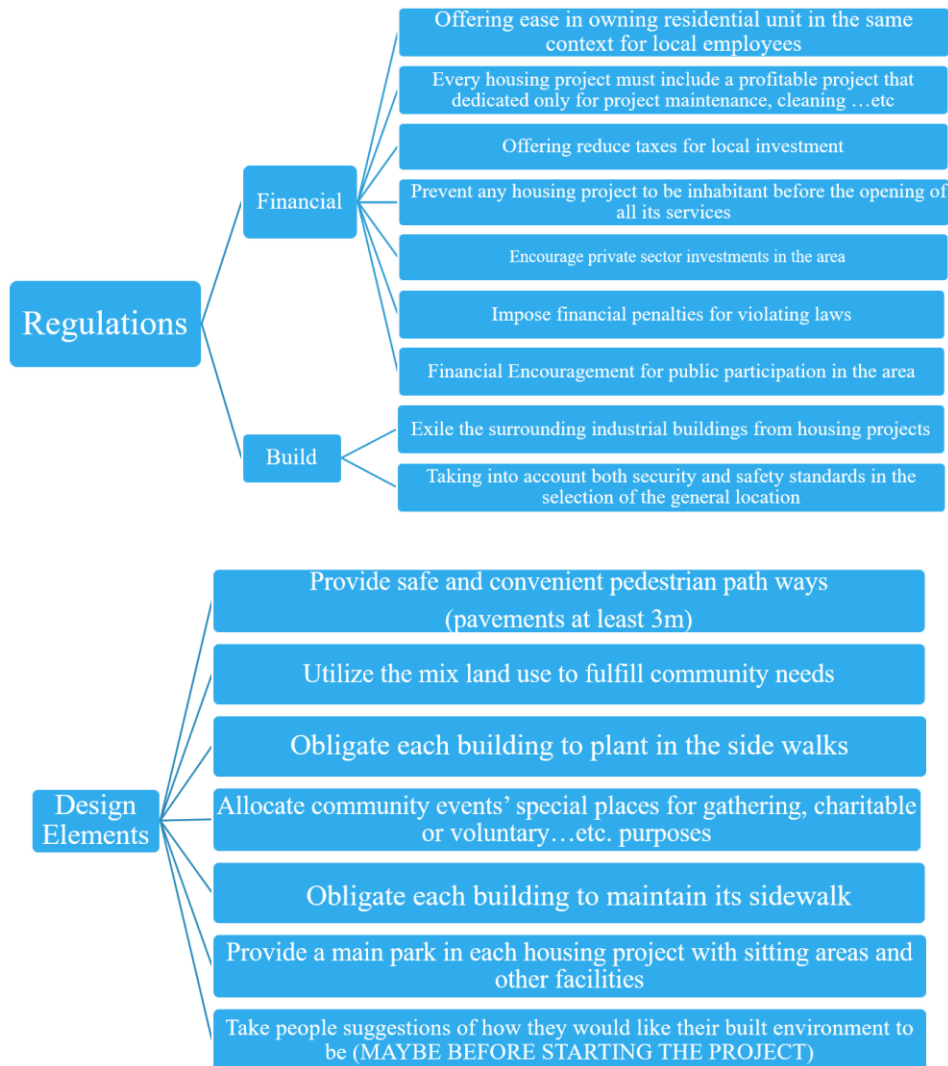 Regulations
Financial
Offering ease in owning residential unit in the same
context for local employees
Every housing project must include a profitable project that
dedicated only for project maintenance, cleaning …etc
Offering reduce taxes for local investment
Prevent any housing project to be inhabitant before the opening of
all its services
Encourage private sector investments in the area
Impose financial penalties for violating laws
Financial Encouragement for public participation in the area
Build
Exile the surrounding industrial buildings from housing projects
Taking into account both security and safety standards in the
selection of the general location
Design
Elements
Provide safe and convenient pedestrian path ways
(pavements at least 3m)
Utilize the mix land use to fulfill community needs
Obligate each building to plant in the side walks
Allocate community events’ special places for gathering, charitable
or voluntary…etc. purposes
Obligate each building to maintain its sidewalk
Provide a main park in each housing project with sitting areas and
other facilities
Take people suggestions of how they would like their built environment to
be (MAYBE BEFORE STARTING THE PROJECT)